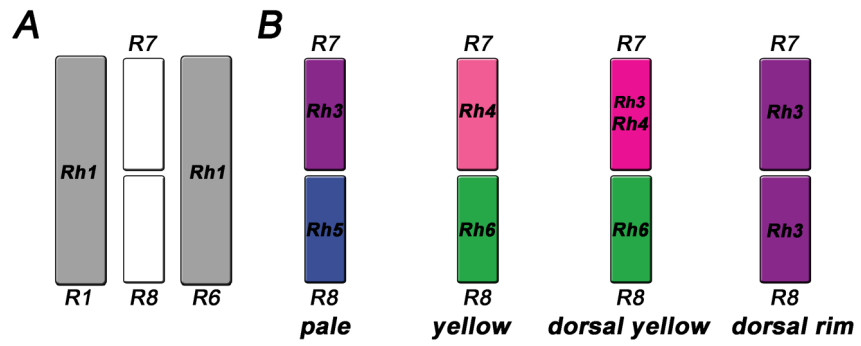 A
B
R7
R7
R7
R7
R7
Rh1
Rh1
Rh3
Rh4
Rh3
Rh4
Rh3
Rh5
Rh6
Rh6
Rh3
R1
R8
R6
R8
R8
R8
R8
pale
yellow
dorsal yellow
dorsal rim